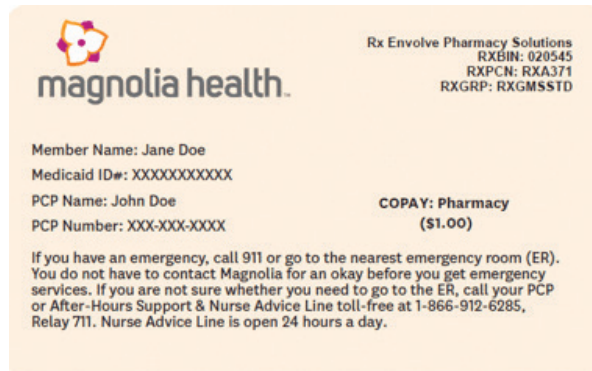 magnolia health™
Rx Envolve Pharmacy Solutions
RXBIN: 020545
RXPCN: RXA371
RXGRP: RXGMSSTD
Member Name: Jane Doe
Medicaid ID#: XXXXXXXXXXX
PCP Name: John Doe
PCP Number: XXX-XXX-XXXX
COPAY: Pharmacy
($1.00)
If you have an emergency, call 911 or go to the nearest emergency room (ER).
You do not have to contact Magnolia for an okay before you get emergency
services. If you are not sure whether you need to go to the ER, call your PCP
or After-Hours Support & Nurse Advice Line toll-free at 1-866-912-6285,
Relay 711. Nurse Advice Line is open 24 hours a day.